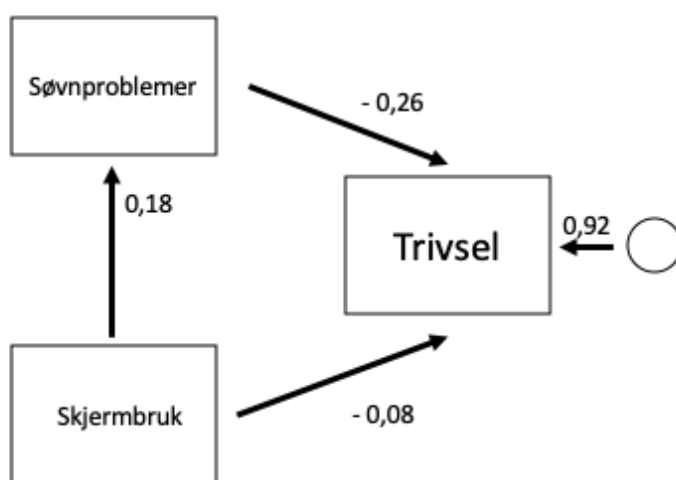 Søvnproblemer
- 0,26
0,18
Trivsel
0,92
Skjermbruk
- 0,08